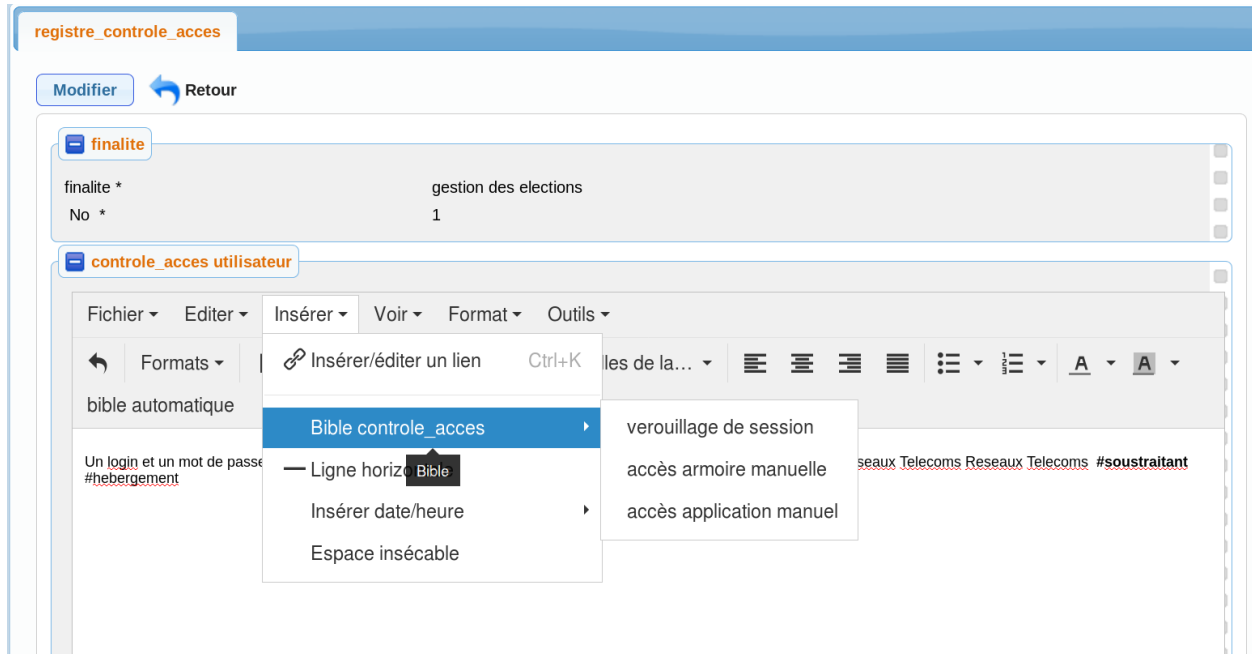 registre_controle_acces
Modifier Retour
finalite
finalite * gestion des elections
No * 1
controle_acces utilisateur
Fichier Editer Insérer Voir Format Outils
Insérer/éditer un lien Ctrl+K
Formats lles de la…
bible automatique
Bible controle_acces verouillage de session
Un login et un mot de passe seaux Telecoms Reseaux Telecoms #soustraitant
#hebergement
Ligne horizon le accès armoire manuelle
Bible
Insérer date/heure accès application manuel
Espace insécable